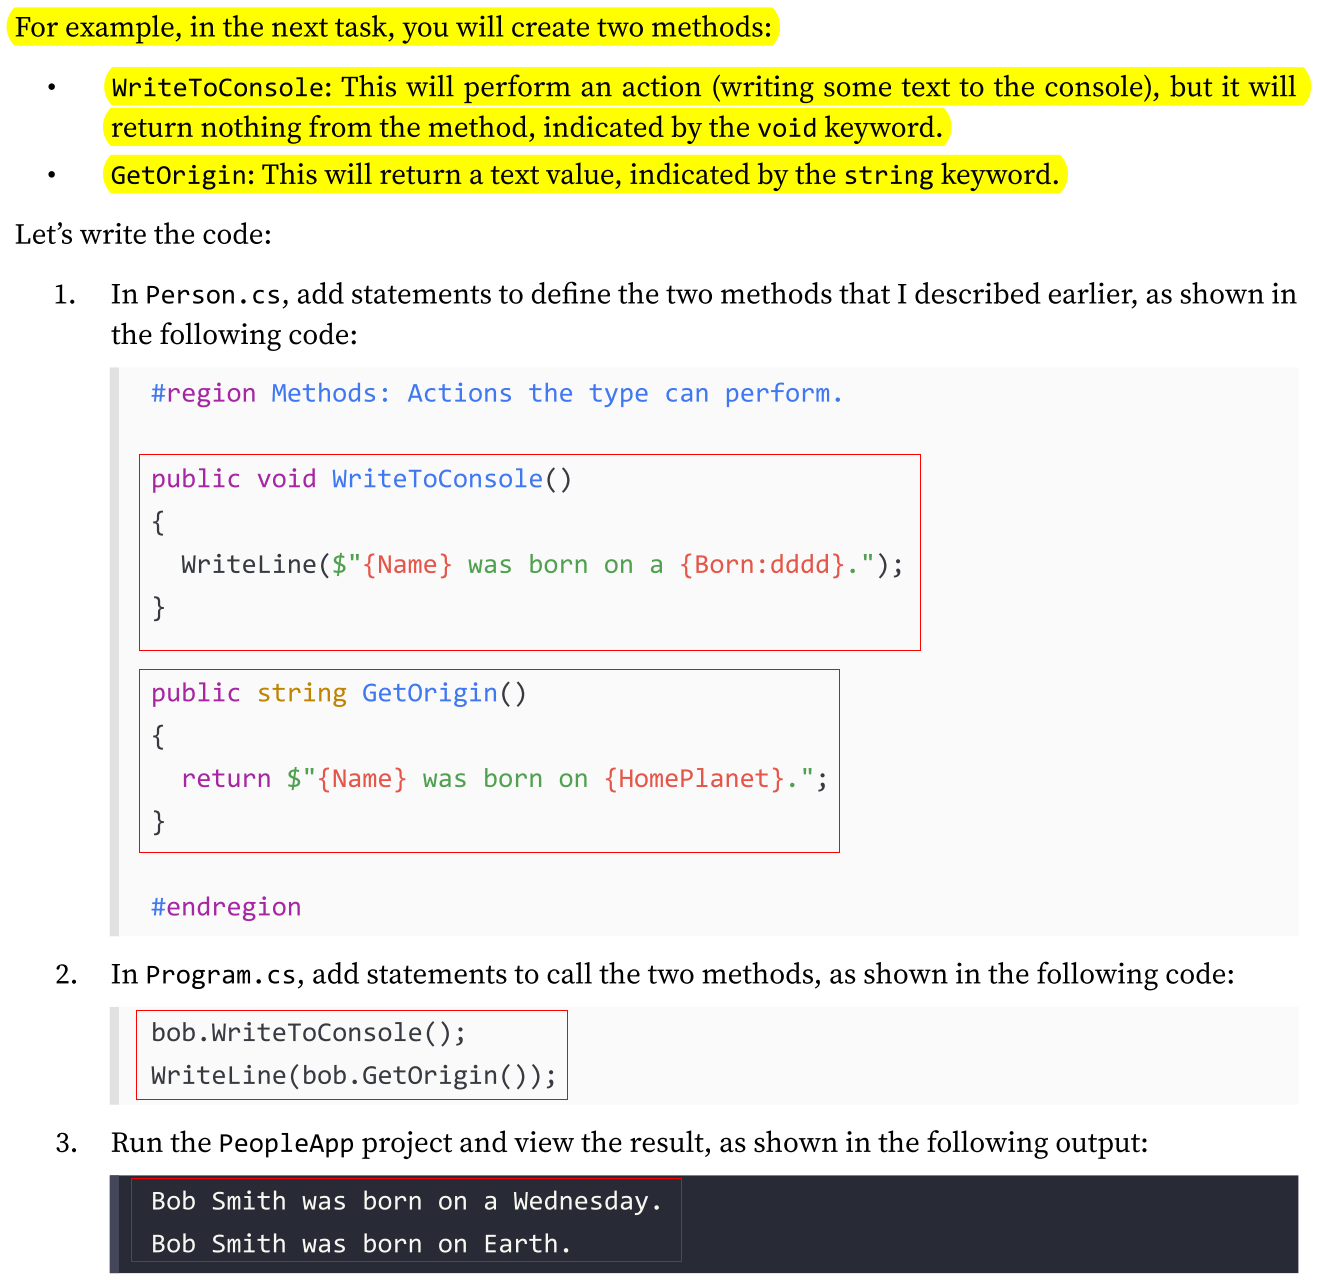 For example, in the next task, you will create two methods:
• WriteToConsole: This will perform an action (writing some text to the console), but it will
return nothing from the method, indicated by the void keyword.
• GetOrigin: This will return a text value, indicated by the string keyword.
Let’s write the code:
1. In Person.cs, add statements to define the two methods that I described earlier, as shown in
the following code:
#region Methods: Actions the type can perform.
public void WriteToConsole()
{
  WriteLine($"{Name} was born on a {Born:dddd}.");
}
public string GetOrigin()
{
  return $"{Name} was born on {HomePlanet}.";
}
#endregion
2. In Program.cs, add statements to call the two methods, as shown in the following code:
bob.WriteToConsole();
WriteLine(bob.GetOrigin());
3. Run the PeopleApp project and view the result, as shown in the following output:
Bob Smith was born on a Wednesday.
Bob Smith was born on Earth.